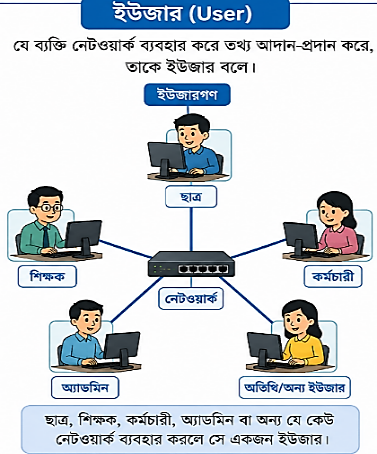 ইউজার (User)
যে ব্যক্তি নেটওয়ার্ক ব্যবহার করে তথ্য আদান-প্রদান করে,
তাকে ইউজার বলে।
ইউজারগণ
ছাত্র
শিক্ষক
কর্মচারী
নেটওয়ার্ক
অ্যাডমিন
অতিথি/অন্য ইউজার
ছাত্র, শিক্ষক, কর্মচারী, অ্যাডমিন বা অন্য যে কেউ
নেটওয়ার্ক ব্যবহার করলে সে একজন ইউজার।